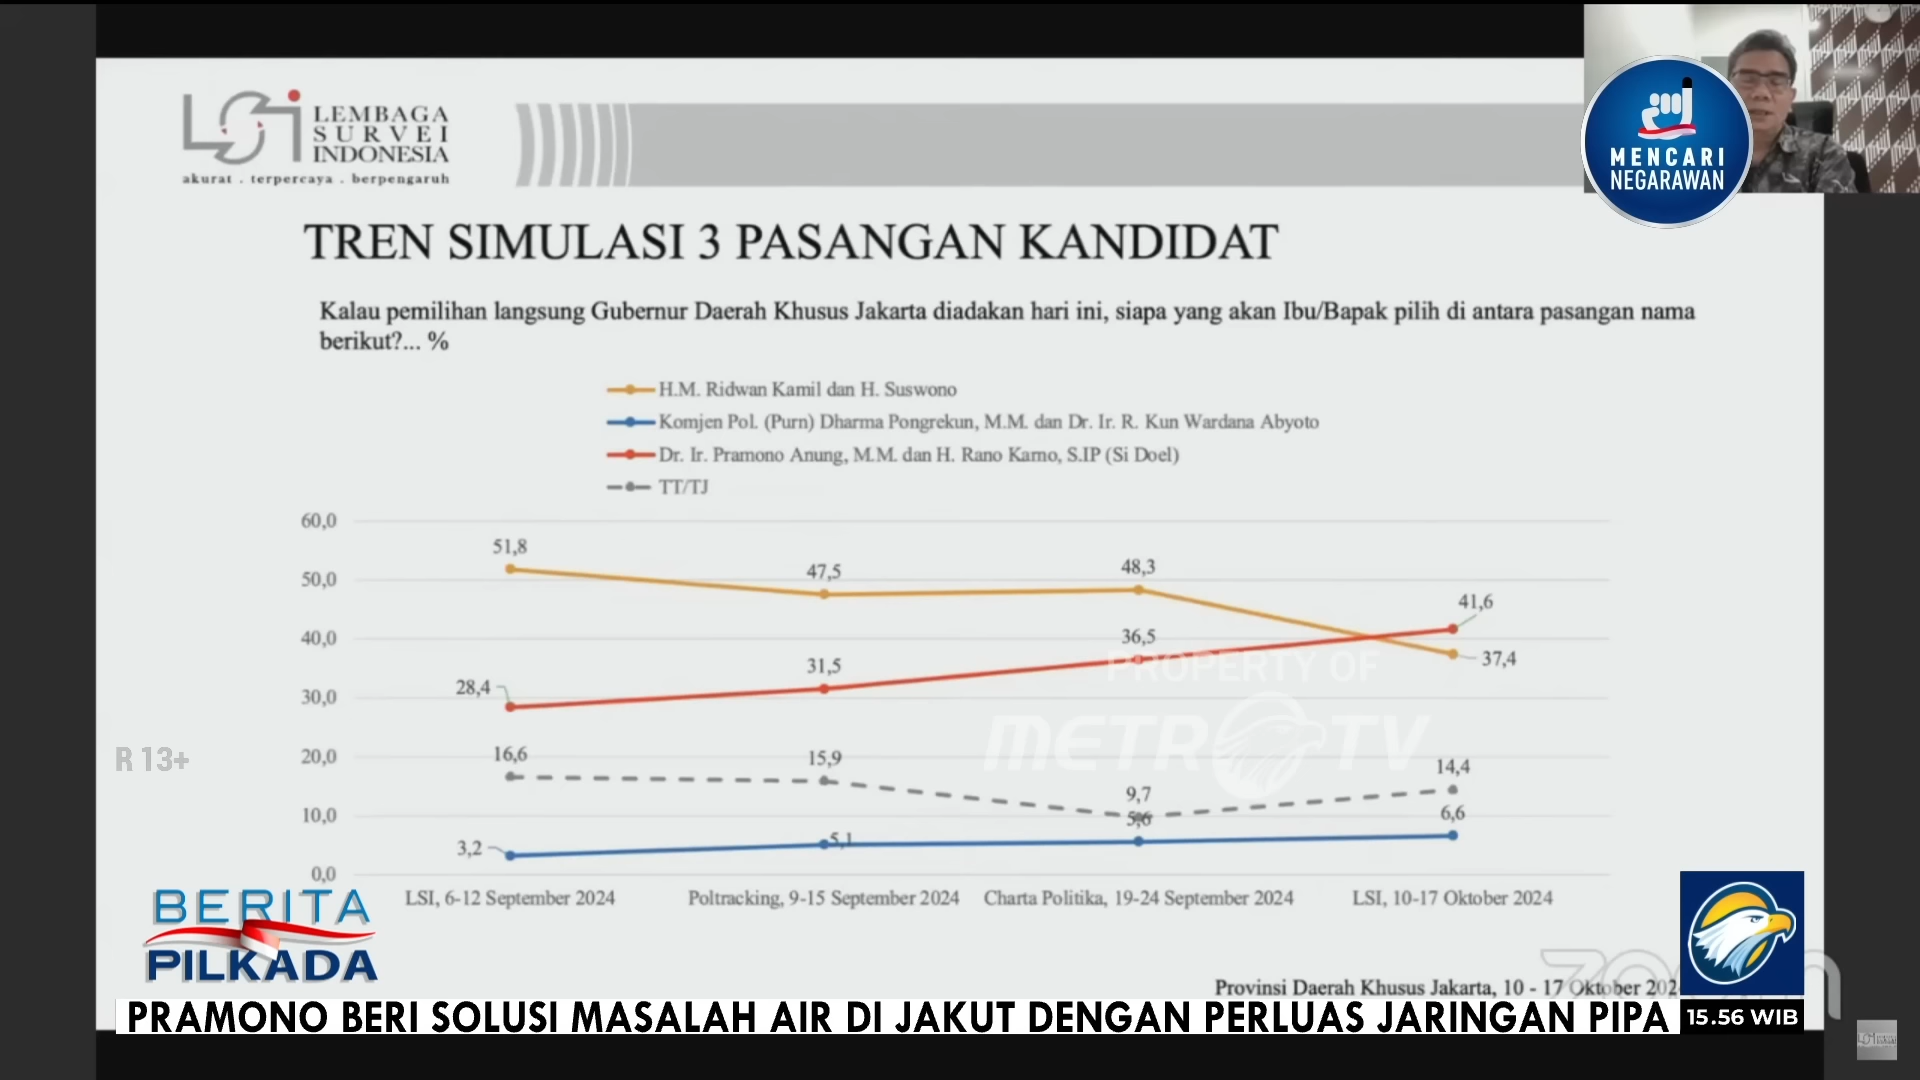 LSI LEMBAGA
SURVEI
INDONESIA
akurat . terpercaya . berpengaruh
MENCARI
NEGARAWAN
TREN SIMULASI 3 PASANGAN KANDIDAT
Kalau pemilihan langsung Gubernur Daerah Khusus Jakarta diadakan hari ini, siapa yang akan Ibu/Bapak pilih di antara pasangan nama
berikut?... %
H.M. Ridwan Kamil dan H. Suswono
Komjen Pol. (Purn) Dharma Pongrekun, M.M. dan Dr. Ir. R. Kun Wardana Abyoto
Dr. Ir. Pramono Anung, M.M. dan H. Rano Karno, S.IP (Si Doel)
TT/TJ
60,0
51,8
47,5
48,3
50,0
41,6
40,0
36,5
37,4
31,5
28,4
30,0
PROPERTY OF
METRO TV
R 13+
20,0
16,6
15,9
9,7
14,4
10,0
5,6
6,6
3,2
5,1
0,0
LSI, 6-12 September 2024
Poltracking, 9-15 September 2024
Charta Politika, 19-24 September 2024
LSI, 10-17 Oktober 2024
BERITA
PILKADA
zoom
Provinsi Daerah Khusus Jakarta, 10 - 17 Oktober 202
PRAMONO BERI SOLUSI MASALAH AIR DI JAKUT DENGAN PERLUAS JARINGAN PIPA
15.56 WIB